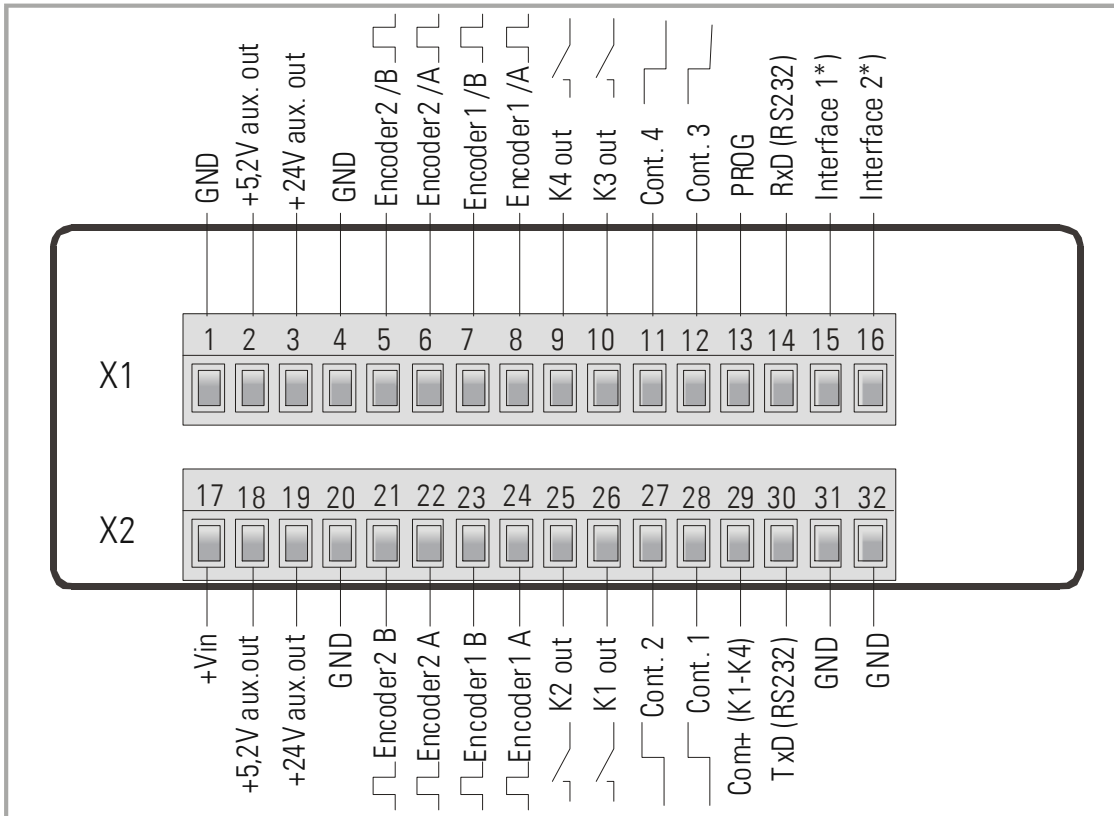 GND
+5,2V aux. out
+24V aux. out
GND
Encoder2 /B
Encoder2 /A
Encoder1 /B
Encoder1 /A
K4 out
K3 out
Cont. 4
Cont. 3
PROG
RxD (RS232)
Interface 1*)
Interface 2*)
X1
1 2 3 4 5 6 7 8 9 10 11 12 13 14 15 16
X2
17 18 19 20 21 22 23 24 25 26 27 28 29 30 31 32
+Vin
+5,2V aux.out
+24V aux.out
GND
Encoder2 B
Encoder2 A
Encoder1 B
Encoder1 A
K2 out
K1 out
Cont. 2
Cont. 1
Com+ (K1-K4)
TxD (RS232)
GND
GND